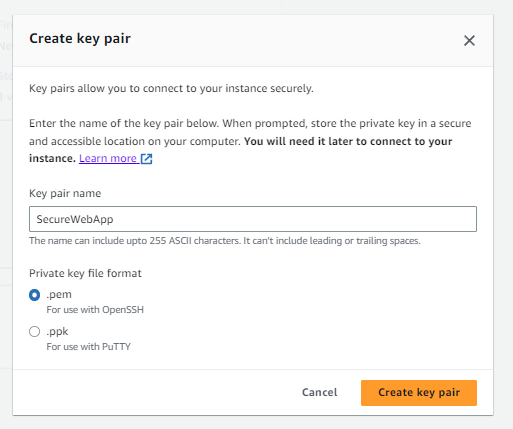 Create key pair
Key pairs allow you to connect to your instance securely.
Enter the name of the key pair below. When prompted, store the private key in a secure
and accessible location on your computer. You will need it later to connect to your
instance. Learn more
Key pair name
SecureWebApp
The name can include upto 255 ASCII characters. It can't include leading or trailing spaces.
Private key file format
.pem
For use with OpenSSH
.ppk
For use with PuTTY
Cancel
Create key pair